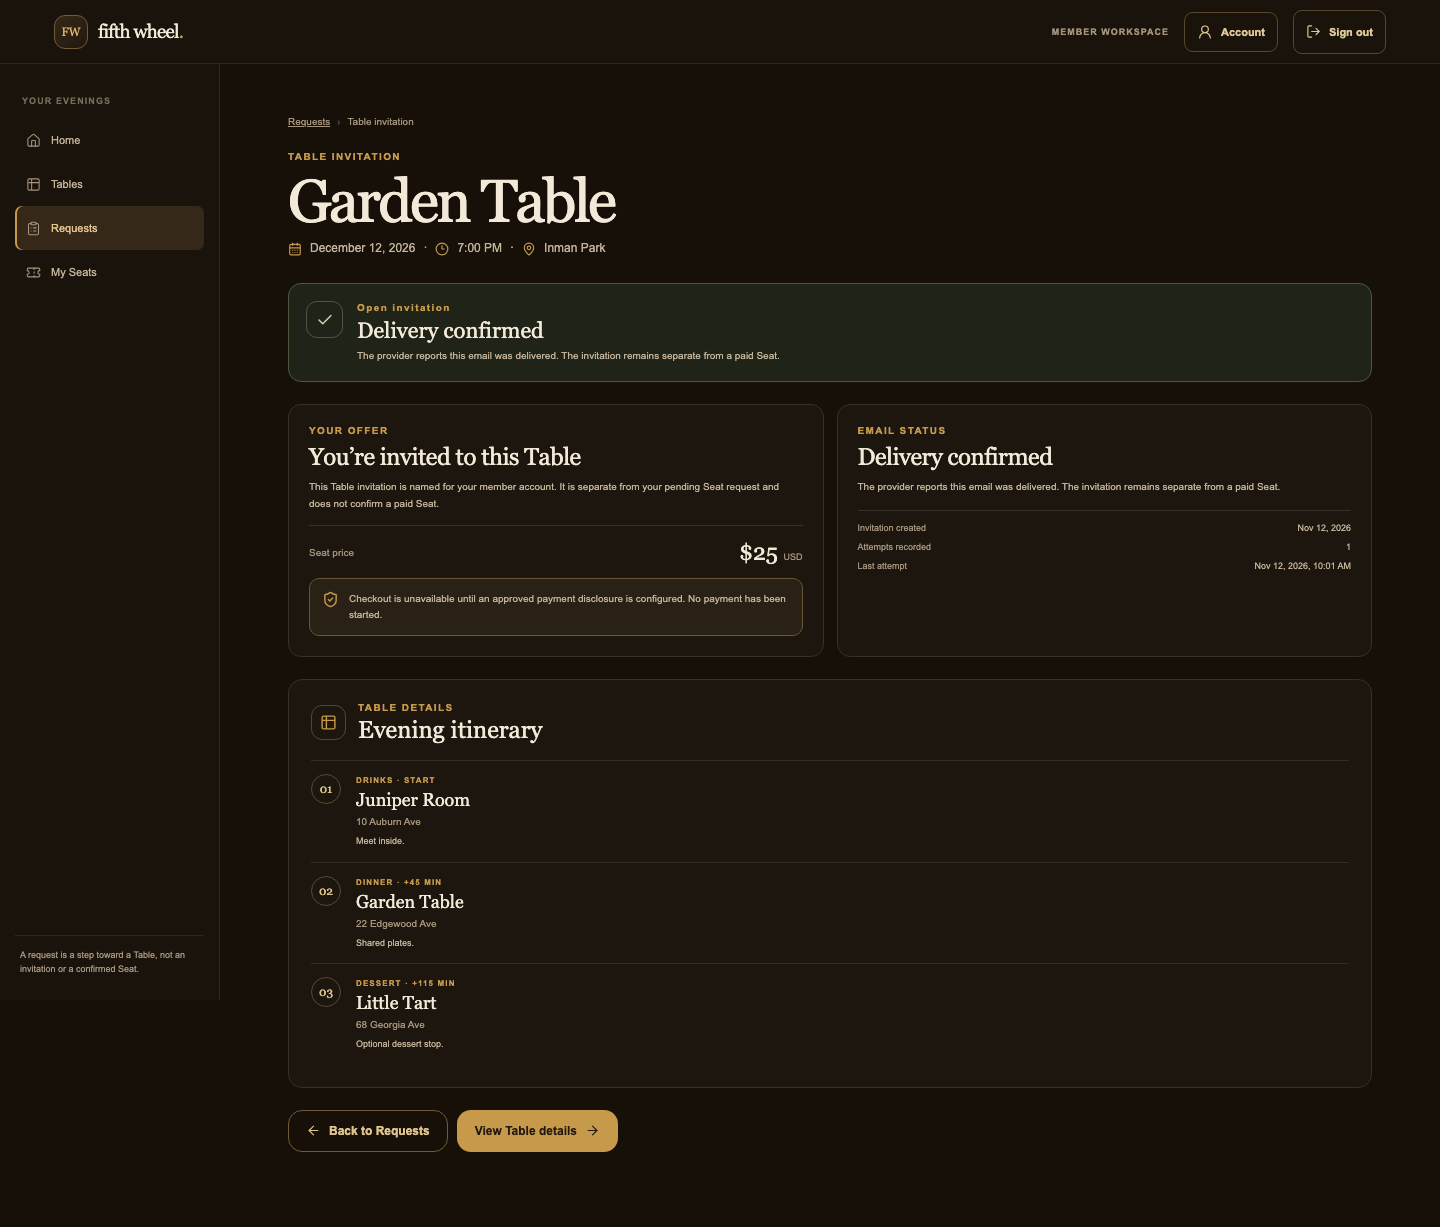 FW
fifth wheel.
MEMBER WORKSPACE
Account
Sign out
YOUR EVENINGS
Home
Tables
Requests
My Seats
A request is a step toward a Table, not an
invitation or a confirmed Seat.
Requests › Table invitation
TABLE INVITATION
Garden Table
December 12, 2026 · 7:00 PM · Inman Park
Open invitation
Delivery confirmed
The provider reports this email was delivered. The invitation remains separate from a paid Seat.
YOUR OFFER
You’re invited to this Table
This Table invitation is named for your member account. It is separate from your pending Seat request and
does not confirm a paid Seat.
Seat price
$25 USD
Checkout is unavailable until an approved payment disclosure is configured. No payment has been
started.
EMAIL STATUS
Delivery confirmed
The provider reports this email was delivered. The invitation remains separate from a paid Seat.
Invitation created Nov 12, 2026
Attempts recorded 1
Last attempt Nov 12, 2026, 10:01 AM
TABLE DETAILS
Evening itinerary
01
DRINKS · START
Juniper Room
10 Auburn Ave
Meet inside.
02
DINNER · +45 MIN
Garden Table
22 Edgewood Ave
Shared plates.
03
DESSERT · +115 MIN
Little Tart
68 Georgia Ave
Optional dessert stop.
Back to Requests
View Table details